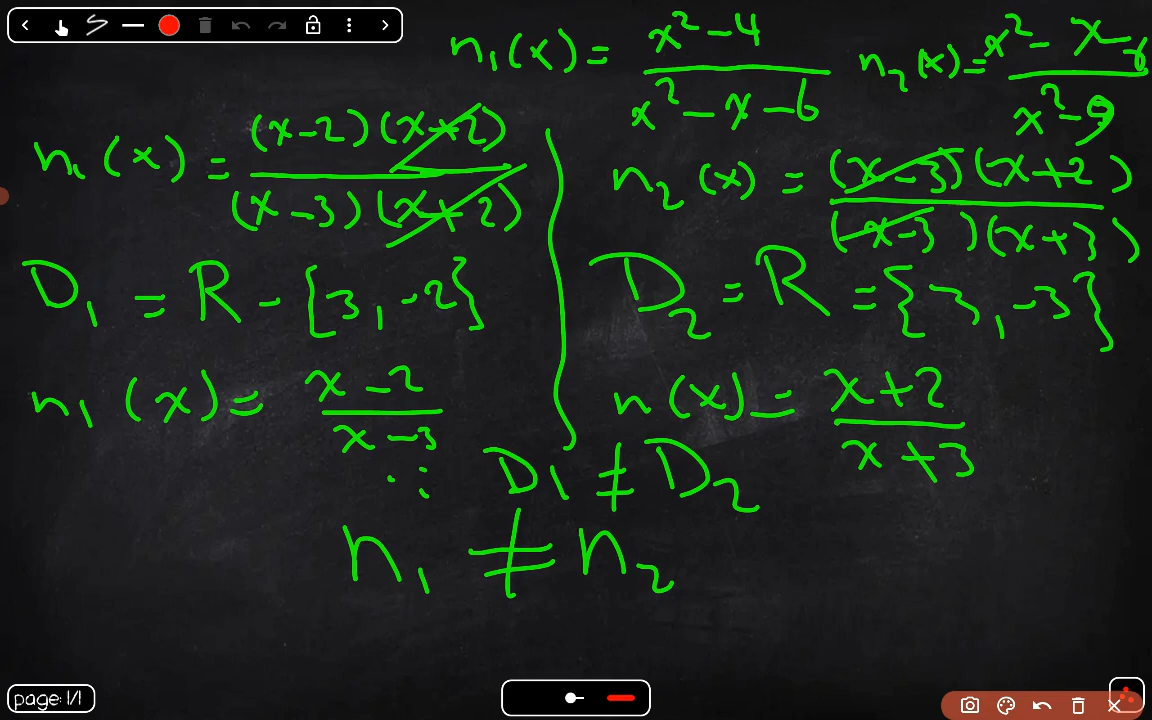 n₁(x) = (x² - 4)/(x² - x - 6)
n₂(x) = (x² - x - 6)/(x² - 9)
n₁(x) = (x-2)(x+2)/(x-3)(x+2)
D₁ = R - {3, -2}
n₁(x) = (x-2)/(x-3)
n₂(x) = (x-3)(x+2)/(x-3)(x+3)
D₂ = R = {3, -3}
n(x) = (x+2)/(x+3)
∵ D₁ ≠ D₂
n₁ ≠ n₂
page: 1/1